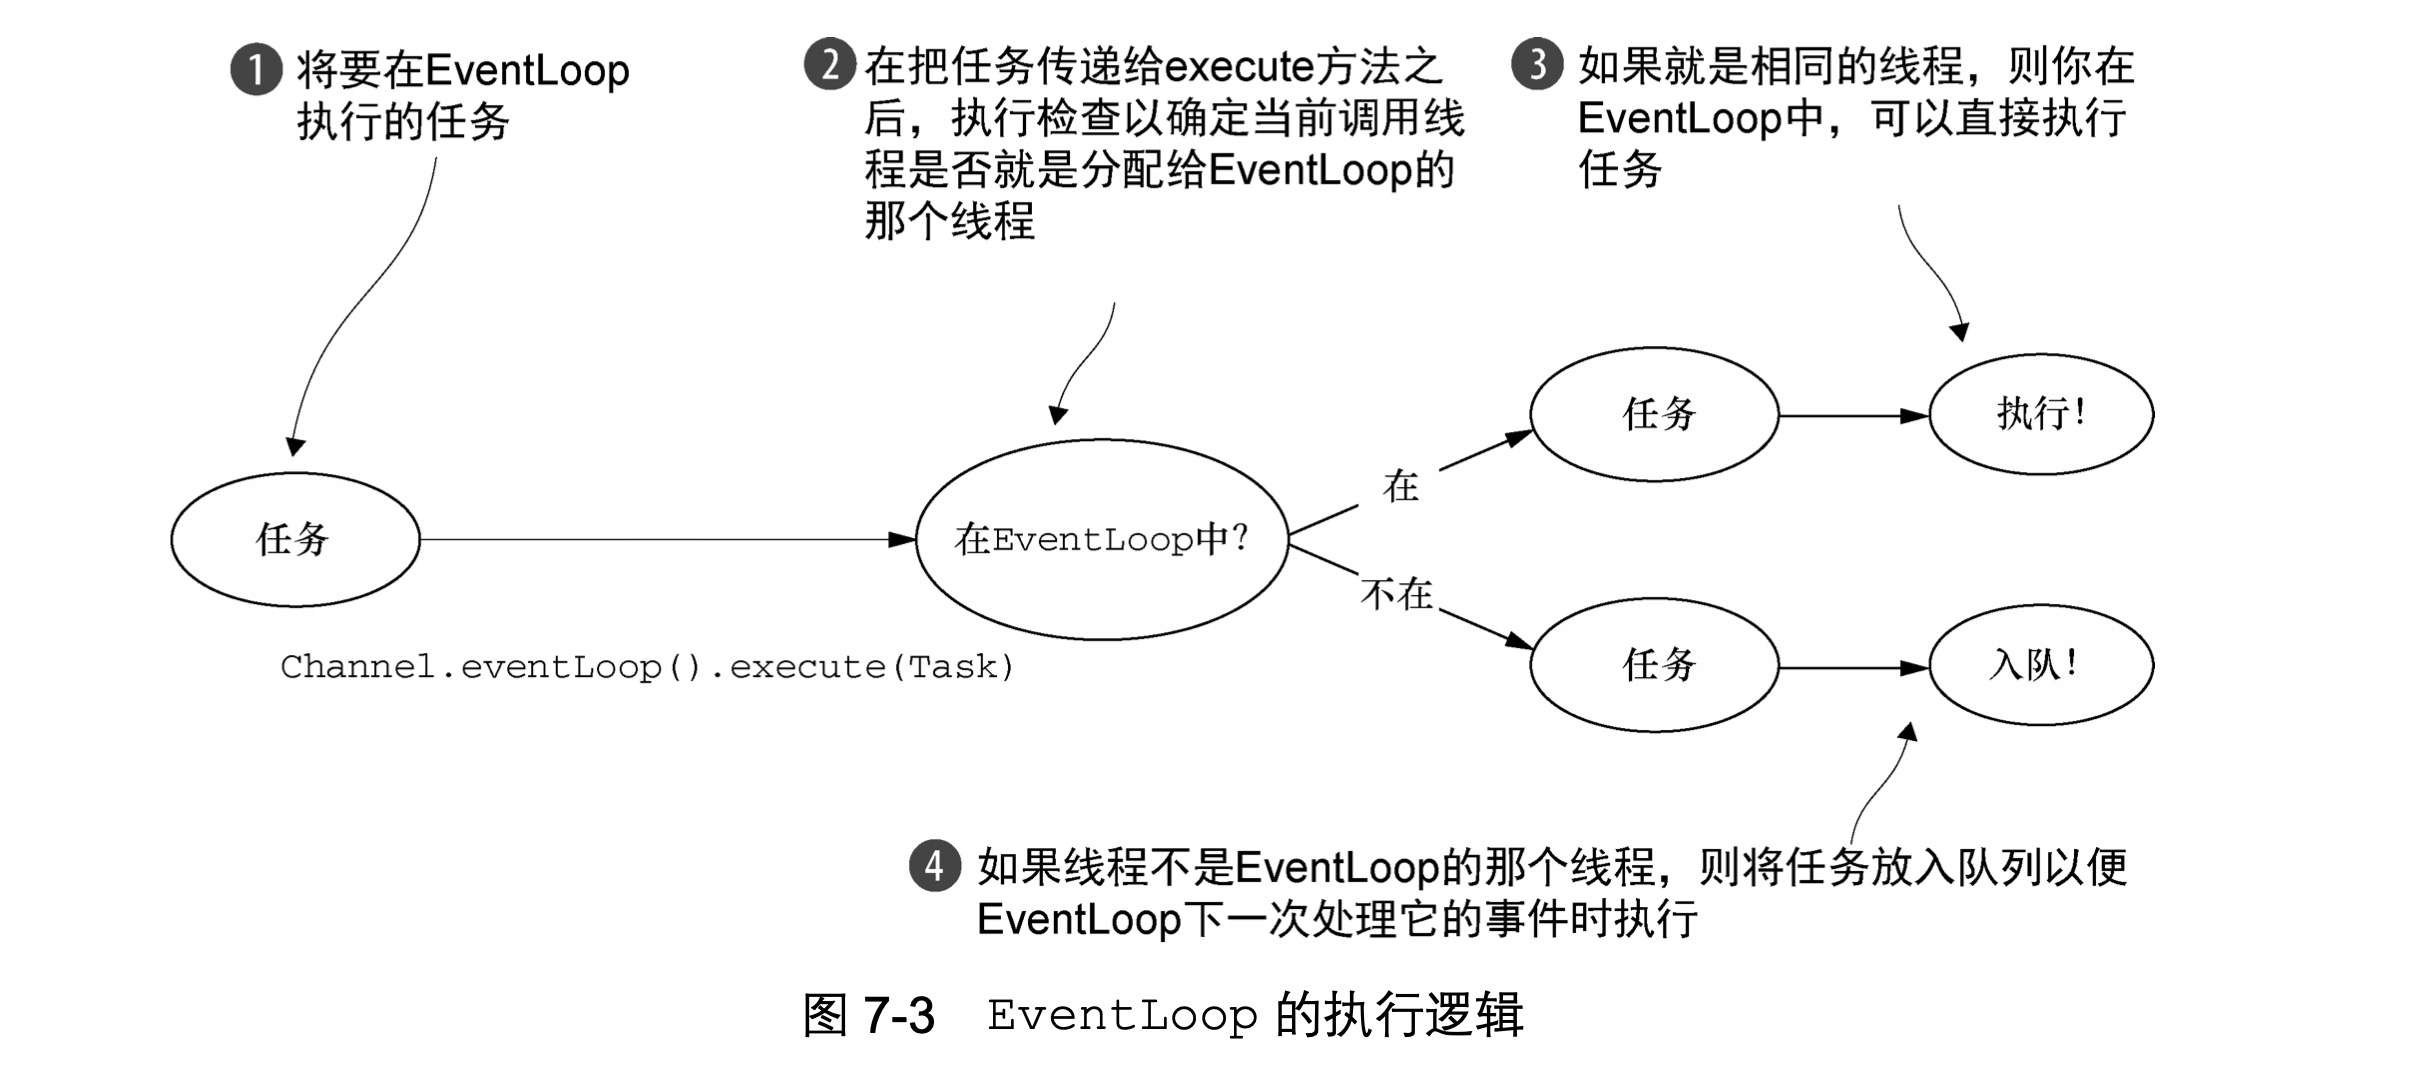 1 将要在EventLoop
执行的任务
2 在把任务传递给execute方法之
后，执行检查以确定当前调用线
程是否就是分配给EventLoop的
那个线程
3 如果就是相同的线程，则你在
EventLoop中，可以直接执行
任务
任务
Channel.eventLoop().execute(Task)
在EventLoop中？
在
任务
执行！
不在
任务
入队！
4 如果线程不是EventLoop的那个线程，则将任务放入队列以便
EventLoop下一次处理它的事件时执行
图 7-3 EventLoop 的执行逻辑